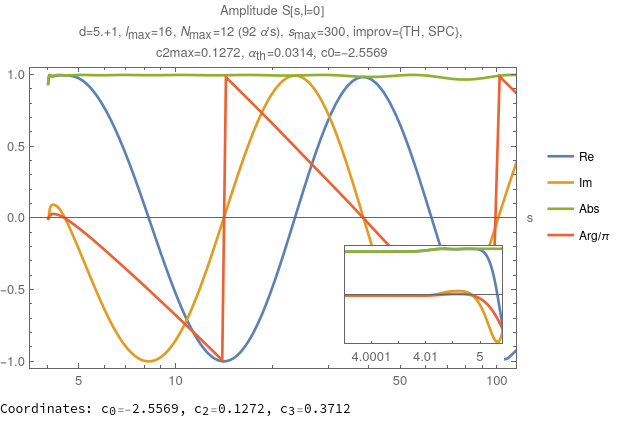 Amplitude S[s,l=0]
d=5.+1, lmax=16, Nmax=12 (92 α's), smax=300, improv={TH, SPC},
c2max=0.1272, αth=0.0314, c0=−2.5569
1.0
0.5
0.0
−0.5
−1.0
5
10
50
100
s
4.0001
4.01
5
Re
Im
Abs
Arg/π
Coordinates: c0=−2.5569, c2=0.1272, c3=0.3712